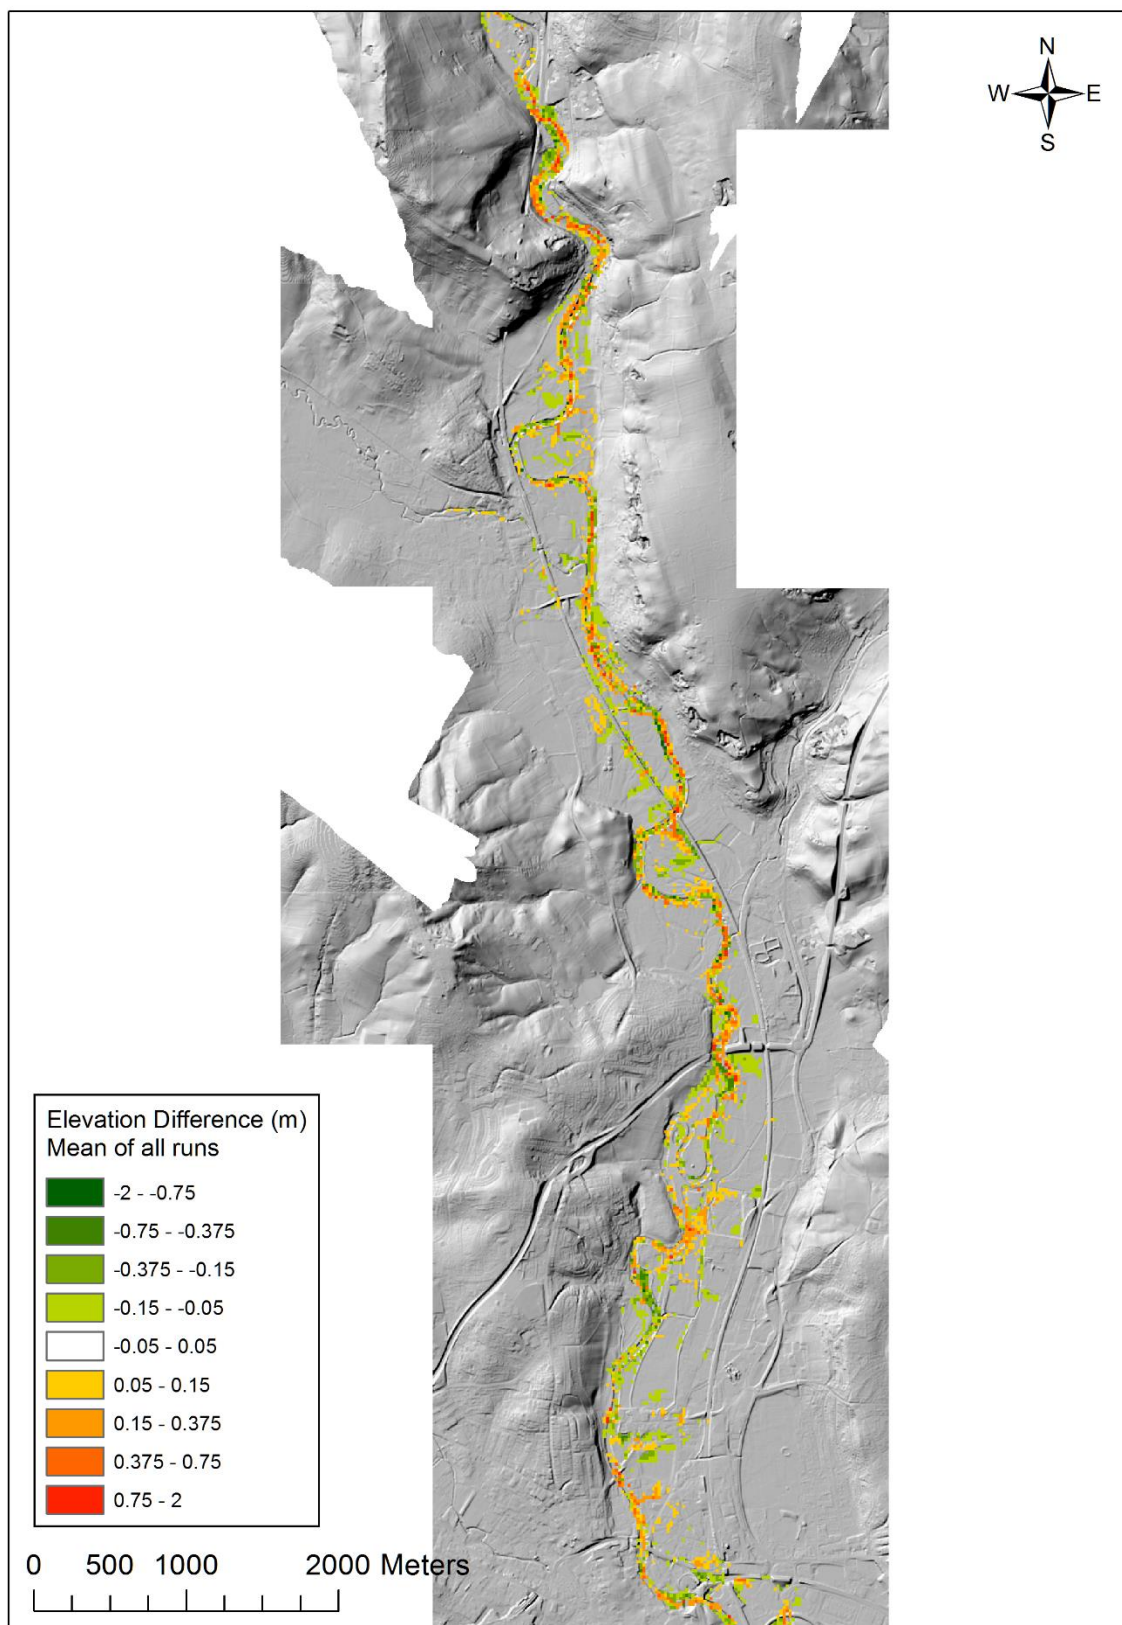 N
W E
S
Elevation Difference (m)
Mean of all runs
-2 - -0.75
-0.75 - -0.375
-0.375 - -0.15
-0.15 - -0.05
-0.05 - 0.05
0.05 - 0.15
0.15 - 0.375
0.375 - 0.75
0.75 - 2
0 500 1000 2000 Meters